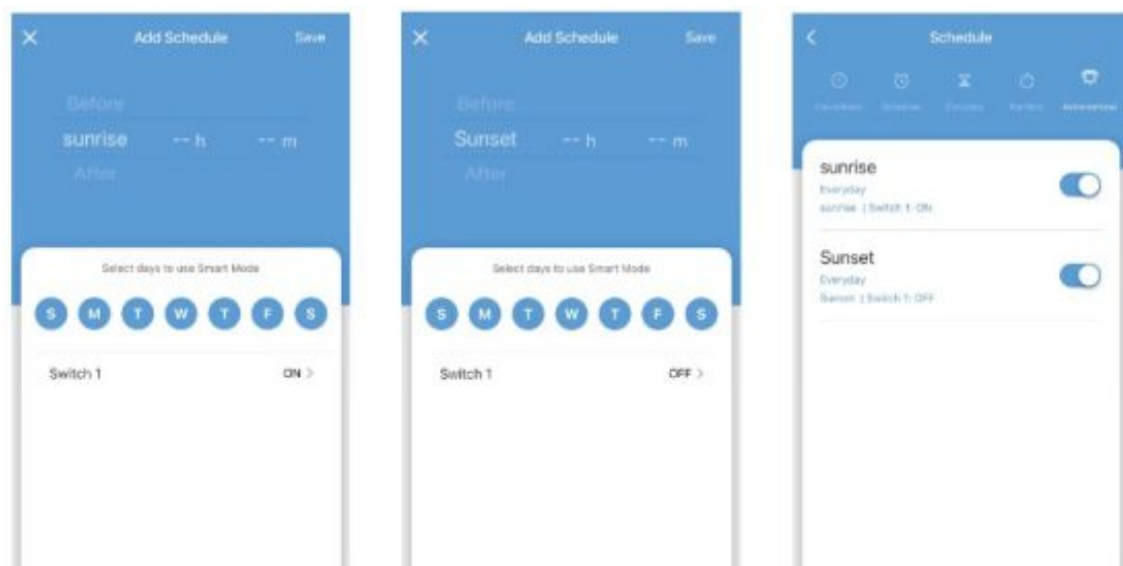 Add Schedule Save
Before
sunrise -- h -- m
After
Select days to use Smart Mode
S M T W T F S
Switch 1 ON >
Add Schedule Save
Before
Sunset -- h -- m
After
Select days to use Smart Mode
S M T W T F S
Switch 1 OFF >
Schedule
sunrise
Everyday
sunrise | Switch 1: ON
Sunset
Everyday
Sunset | Switch 1: OFF